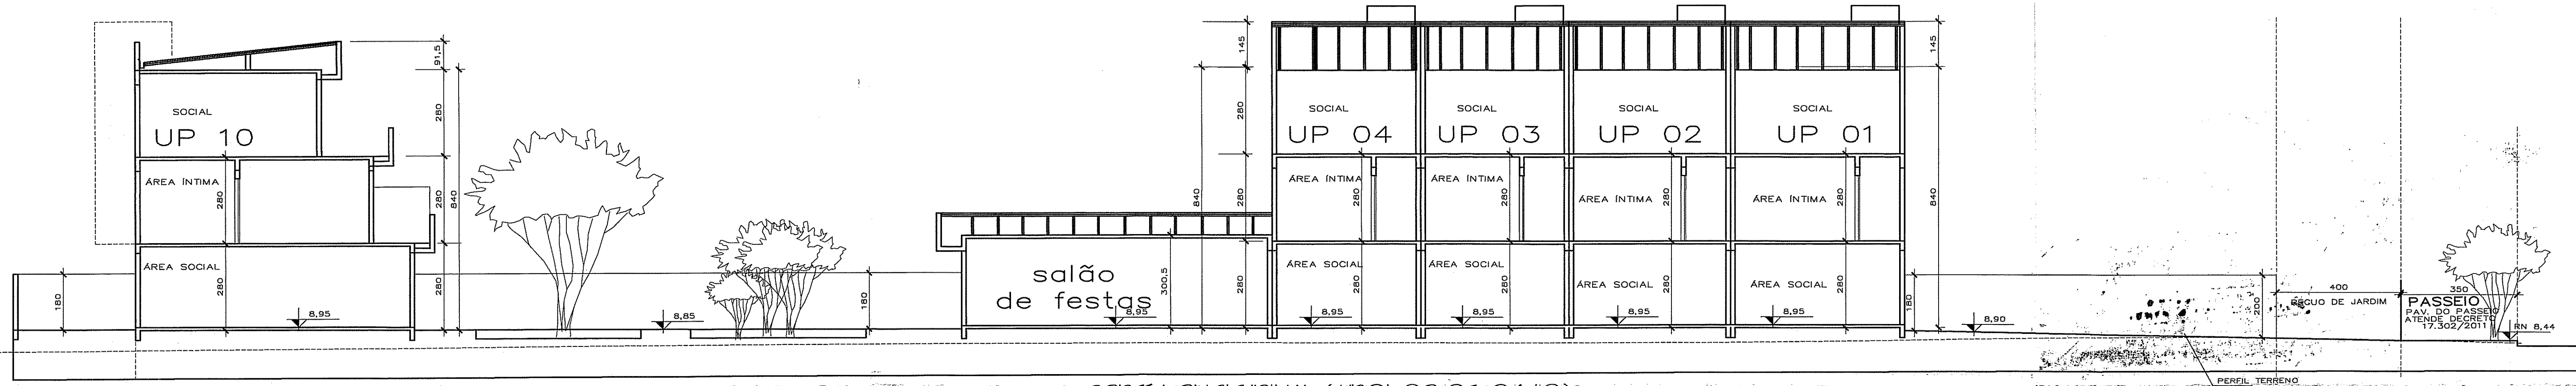 SOCIAL
UP 10
ÁREA ÍNTIMA
ÁREA SOCIAL
180
280
280
8,95
91,5
280
280
280
840
8,85
180
salão
de festas
8,95
300,5
840
145
280
280
280
SOCIAL
UP 04
ÁREA ÍNTIMA
280
ÁREA SOCIAL
280
8,95
SOCIAL
UP 03
ÁREA ÍNTIMA
280
ÁREA SOCIAL
280
8,95
SOCIAL
UP 02
ÁREA ÍNTIMA
280
ÁREA SOCIAL
280
8,95
SOCIAL
UP 01
ÁREA ÍNTIMA
280
ÁREA SOCIAL
280
8,95
145
840
180
8,90
200
400
RECUO DE JARDIM
350
PASSEIO
PAV. DO PASSEIO
ATENDE DECRETO
17.302/2011
RN 8,44
PERFIL TERRENO